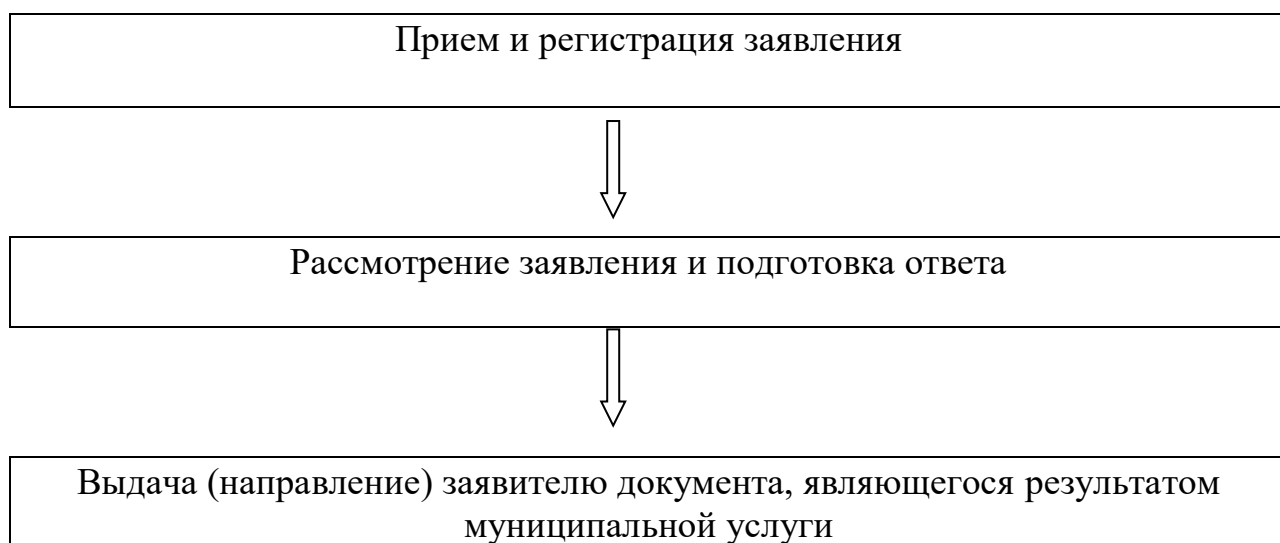 Прием и регистрация заявления
Рассмотрение заявления и подготовка ответа
Выдача (направление) заявителю документа, являющегося результатом
муниципальной услуги